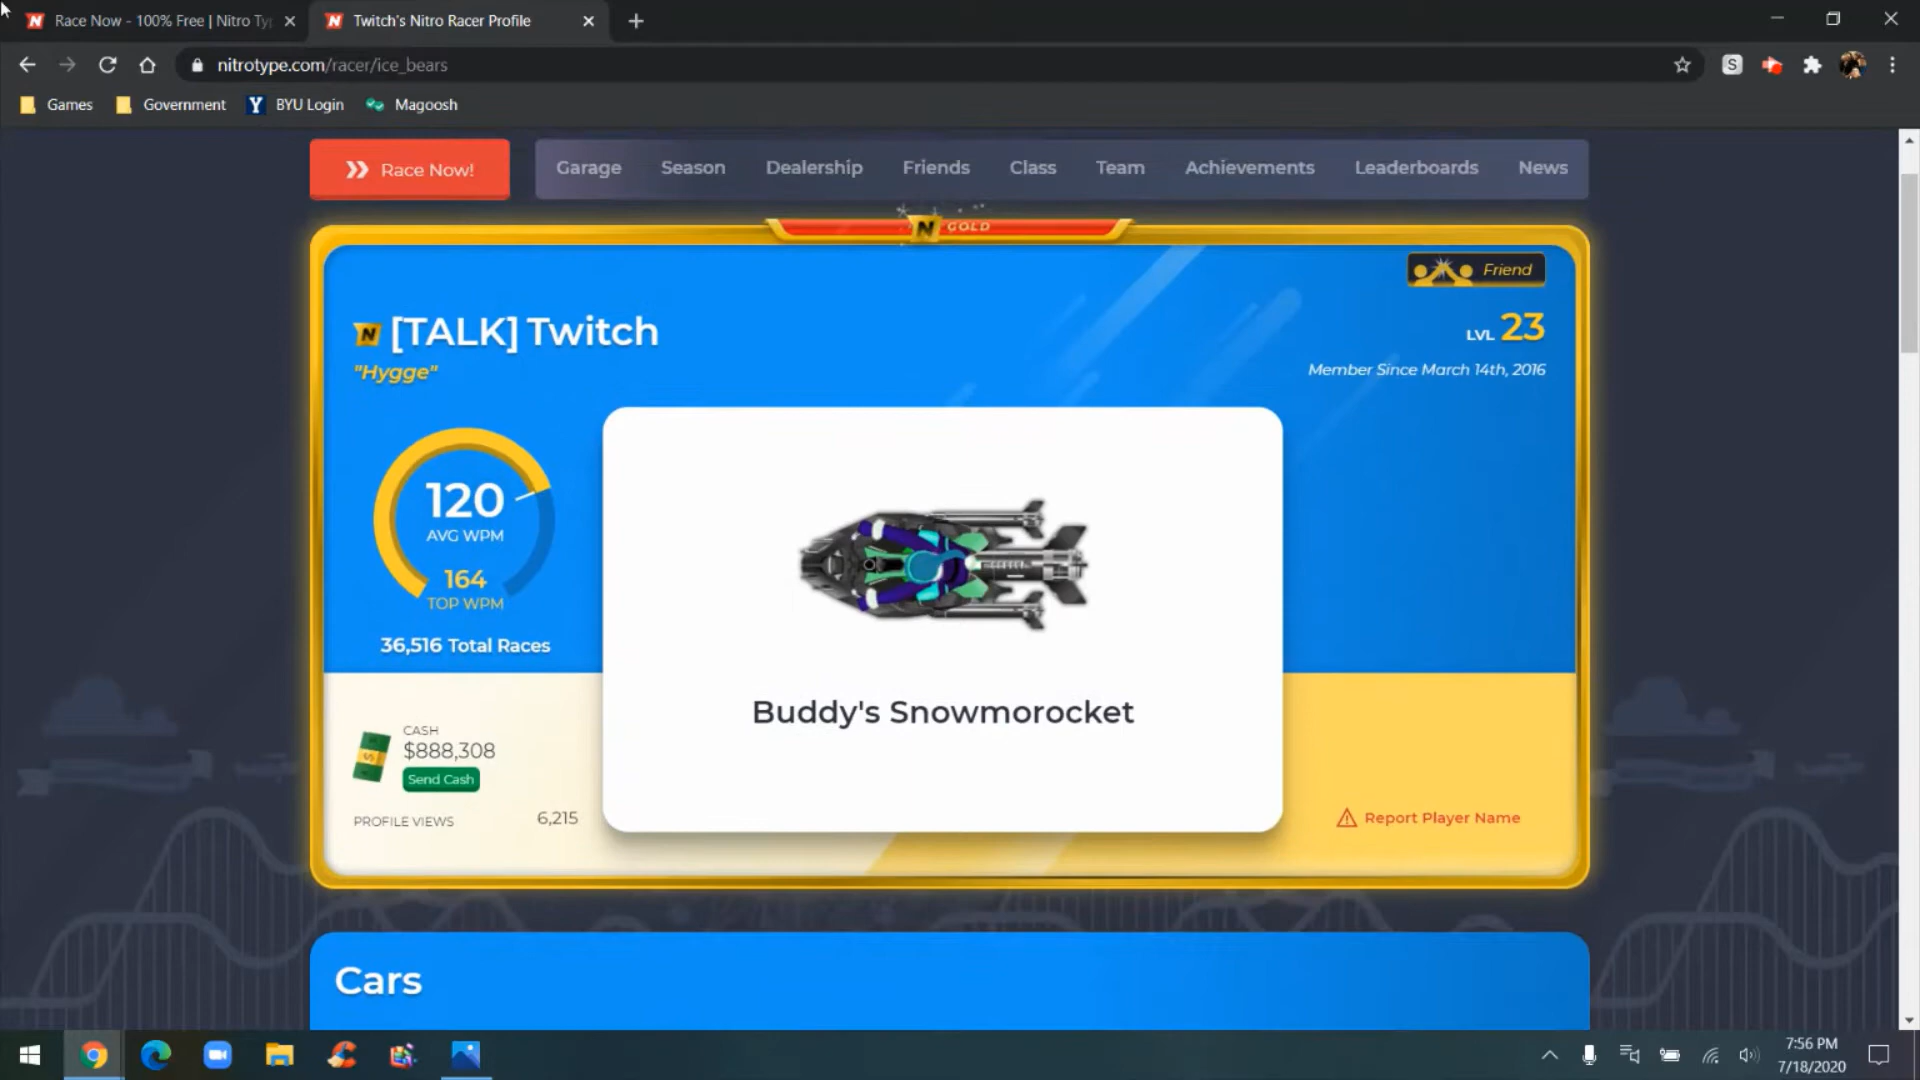 Race Now - 100% Free | Nitro Ty
Twitch's Nitro Racer Profile
nitrotype.com/racer/ice_bears
S
Games
Government
Y BYU Login
Magoosh
Race Now!
Garage
Season
Dealership
Friends
Class
Team
Achievements
Leaderboards
News
N GOLD
Friend
N [TALK] Twitch
"Hygge"
LVL 23
Member Since March 14th, 2016
120
AVG WPM
164
TOP WPM
36,516 Total Races
Buddy's Snowmorocket
CASH
$888,308
Send Cash
PROFILE VIEWS
6,215
Report Player Name
Cars
7:56 PM
7/18/2020